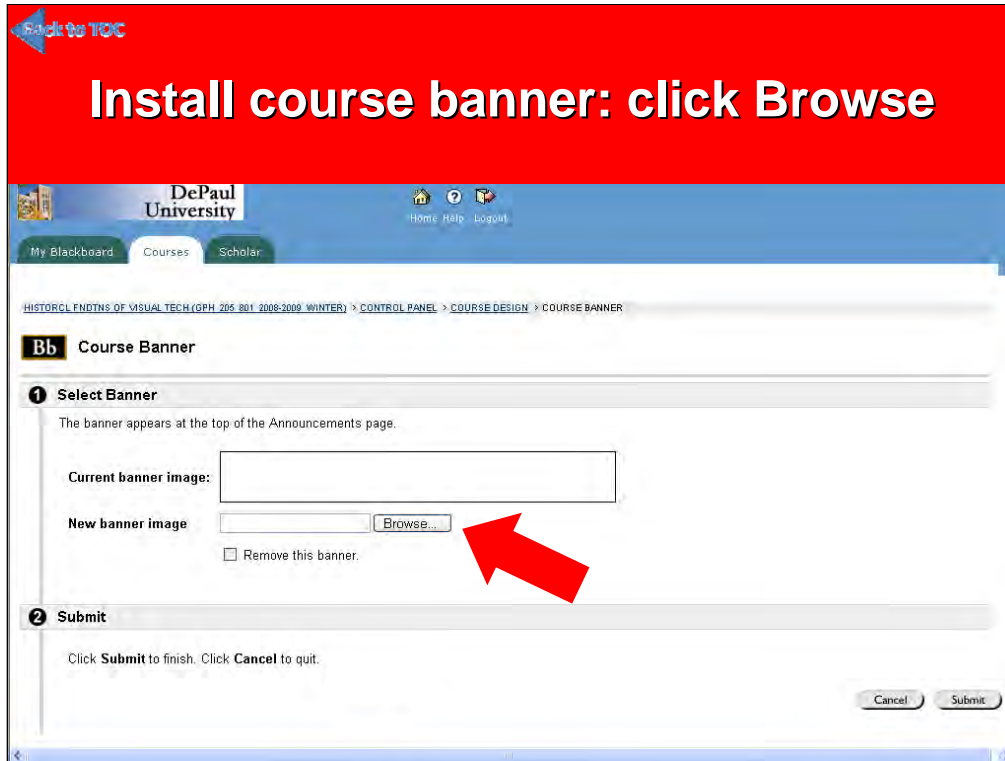 Back to TOC
Install course banner: click Browse
DePaul
University
Home Help Logout
My Blackboard Courses Scholar
HISTORCL FNDTNS OF VISUAL TECH (GPH 205 801 2008-2009 WINTER) > CONTROL PANEL > COURSE DESIGN > COURSE BANNER
Bb Course Banner
1 Select Banner
The banner appears at the top of the Announcements page.
Current banner image:
New banner image Browse...
Remove this banner.
2 Submit
Click Submit to finish. Click Cancel to quit.
Cancel Submit